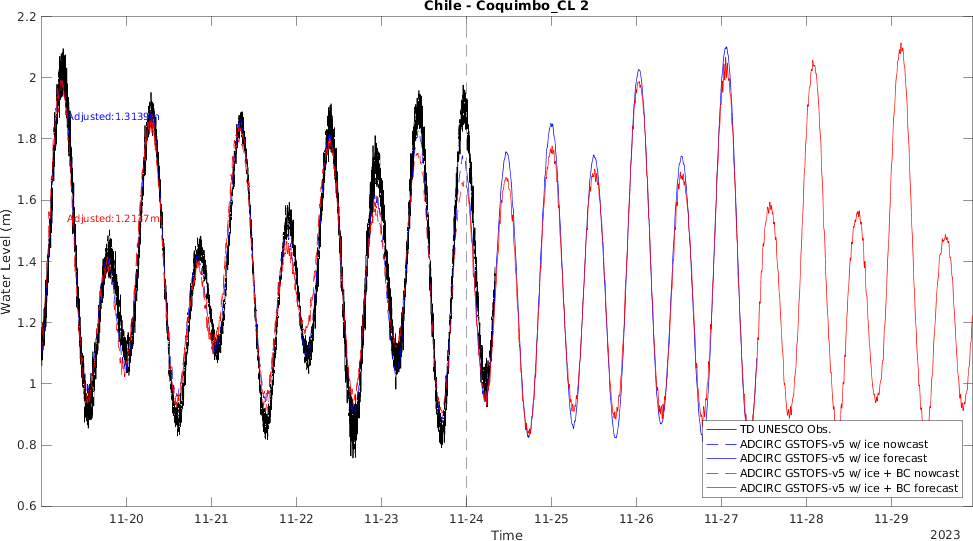 Chile - Coquimbo_CL 2
2.2
2
1.8
1.6
1.4
1.2
1
0.8
0.6
Water Level (m)
Adjusted:1.3139m
Adjusted:1.2137m
TD UNESCO Obs.
ADCIRC GSTOFS-v5 w/ ice nowcast
ADCIRC GSTOFS-v5 w/ ice forecast
ADCIRC GSTOFS-v5 w/ ice + BC nowcast
ADCIRC GSTOFS-v5 w/ ice + BC forecast
11-20 11-21 11-22 11-23 11-24 11-25 11-26 11-27 11-28 11-29
Time
2023